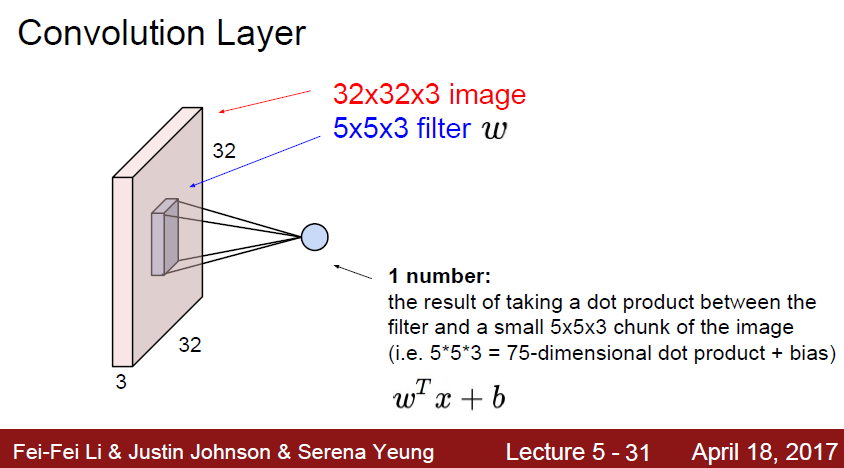 Convolution Layer
32x32x3 image
5x5x3 filter w
32
32
3
1 number:
the result of taking a dot product between the
filter and a small 5x5x3 chunk of the image
(i.e. 5*5*3 = 75-dimensional dot product + bias)
wᵀx + b
Fei-Fei Li & Justin Johnson & Serena Yeung
Lecture 5 - 31
April 18, 2017